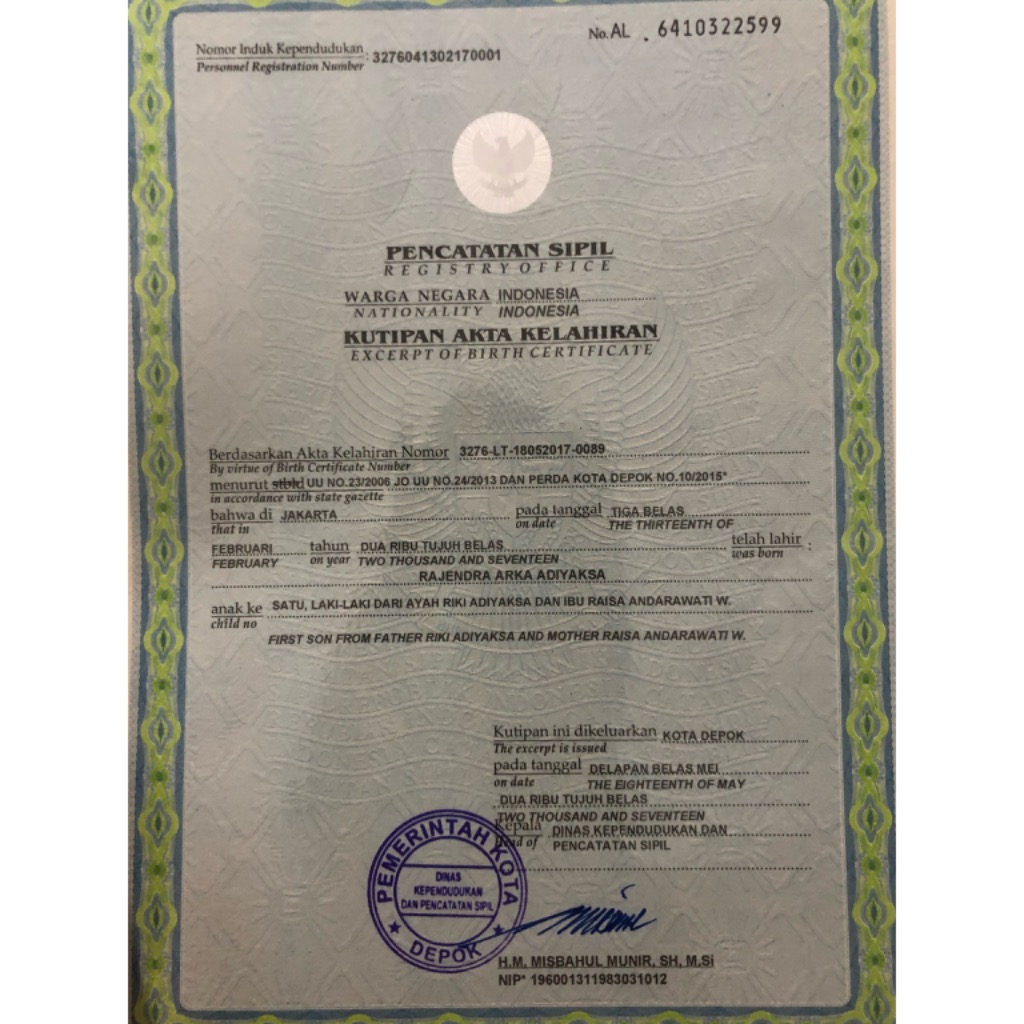 No. AL . 6410322599
Nomor Induk Kependudukan : 3276041302170001
Personnel Registration Number
PENCATATAN SIPIL
REGISTRY OFFICE
WARGA NEGARA INDONESIA
NATIONALITY INDONESIA
KUTIPAN AKTA KELAHIRAN
EXCERPT OF BIRTH CERTIFICATE
Berdasarkan Akta Kelahiran Nomor 3276-LT-18052017-0089
By virtue of Birth Certificate Number
menurut stbld UU NO.23/2006 JO UU NO.24/2013 DAN PERDA KOTA DEPOK NO.10/2015*
in accordance with state gazette
bahwa di JAKARTA pada tanggal TIGA BELAS
that in on date THE THIRTEENTH OF
FEBRUARI tahun DUA RIBU TUJUH BELAS telah lahir :
FEBRUARY on year TWO THOUSAND AND SEVENTEEN was born
RAJENDRA ARKA ADIYAKSA
anak ke SATU, LAKI-LAKI DARI AYAH RIKI ADIYAKSA DAN IBU RAISA ANDARAWATI W.
child no
FIRST SON FROM FATHER RIKI ADIYAKSA AND MOTHER RAISA ANDARAWATI W.
Kutipan ini dikeluarkan KOTA DEPOK
The excerpt is issued
pada tanggal DELAPAN BELAS MEI
on date THE EIGHTEENTH OF MAY
DUA RIBU TUJUH BELAS
TWO THOUSAND AND SEVENTEEN
Kepala DINAS KEPENDUDUKAN DAN
Head of PENCATATAN SIPIL
PEMERINTAH KOTA
DINAS
KEPENDUDUKAN
DAN PENCATATAN SIPIL
DEPOK
H.M. MISBAHUL MUNIR, SH, M.Si
NIP* 196001311983031012